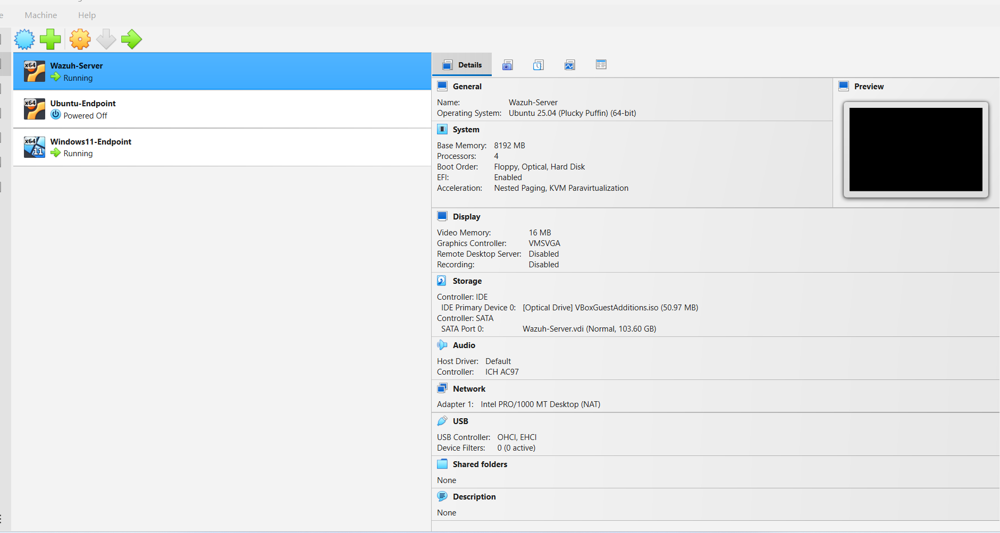 Machine Help
x64
Wazuh-Server
Running
x64
Ubuntu-Endpoint
Powered Off
x64
11
Windows11-Endpoint
Running
Details
General
Name: Wazuh-Server
Operating System: Ubuntu 25.04 (Plucky Puffin) (64-bit)
Preview
System
Base Memory: 8192 MB
Processors: 4
Boot Order: Floppy, Optical, Hard Disk
EFI: Enabled
Acceleration: Nested Paging, KVM Paravirtualization
Display
Video Memory: 16 MB
Graphics Controller: VMSVGA
Remote Desktop Server: Disabled
Recording: Disabled
Storage
Controller: IDE
IDE Primary Device 0: [Optical Drive] VBoxGuestAdditions.iso (50.97 MB)
Controller: SATA
SATA Port 0: Wazuh-Server.vdi (Normal, 103.60 GB)
Audio
Host Driver: Default
Controller: ICH AC97
Network
Adapter 1: Intel PRO/1000 MT Desktop (NAT)
USB
USB Controller: OHCI, EHCI
Device Filters: 0 (0 active)
Shared folders
None
Description
None